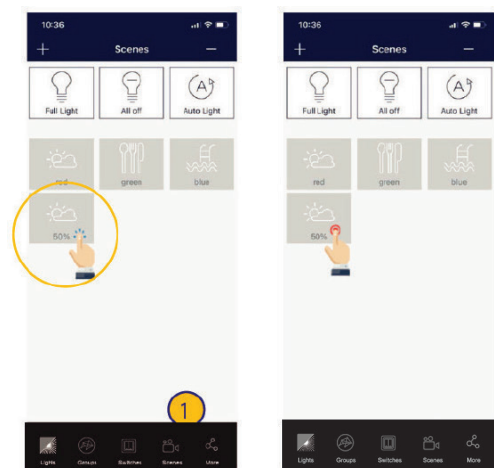 10:36
+ Scenes −
Full Light All off Auto Light
A
red green blue
50%
1
Lights Groups Switches Scenes More
10:36
+ Scenes −
Full Light All off Auto Light
A
red green blue
50%
Lights Groups Switches Scenes More